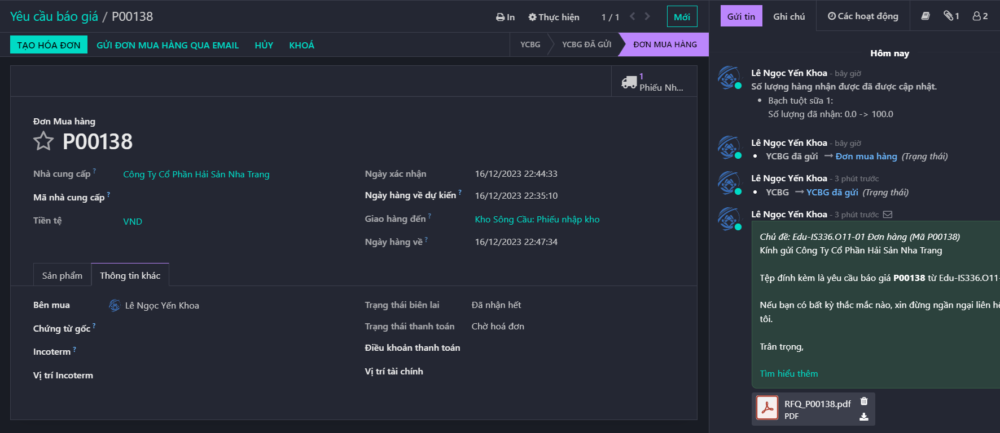 Yêu cầu báo giá / P00138
In
Thực hiện
1 / 1
Mới
TẠO HÓA ĐƠN
GỬI ĐƠN MUA HÀNG QUA EMAIL
HỦY
KHOÁ
YCBG
YCBG ĐÃ GỬI
ĐƠN MUA HÀNG
1
Phiếu Nh...
Đơn Mua hàng
P00138
Nhà cung cấp ?
Công Ty Cổ Phần Hải Sản Nha Trang
Mã nhà cung cấp ?
Tiền tệ
VND
Ngày xác nhận
16/12/2023 22:44:33
Ngày hàng về dự kiến ?
16/12/2023 22:35:10
Giao hàng đến ?
Kho Sông Cầu: Phiếu nhập kho
Ngày hàng về ?
16/12/2023 22:47:34
Sản phẩm
Thông tin khác
Bên mua
Lê Ngọc Yến Khoa
Chứng từ gốc ?
Incoterm ?
Vị trí Incoterm
Trạng thái biên lai
Đã nhận hết
Trạng thái thanh toán
Chờ hoá đơn
Điều khoản thanh toán
Vị trí tài chính
Gửi tin
Ghi chú
Các hoạt động
1
2
Hôm nay
Lê Ngọc Yến Khoa - bây giờ
Số lượng hàng nhận được đã được cập nhật.
• Bạch tuột sữa 1:
Số lượng đã nhận: 0.0 -> 100.0
Lê Ngọc Yến Khoa - bây giờ
• YCBG đã gửi → Đơn mua hàng (Trạng thái)
Lê Ngọc Yến Khoa - 3 phút trước
• YCBG → YCBG đã gửi (Trạng thái)
Lê Ngọc Yến Khoa - 3 phút trước
Chủ đề: Edu-IS336.O11-01 Đơn hàng (Mã P00138)
Kính gửi Công Ty Cổ Phần Hải Sản Nha Trang
Tệp đính kèm là yêu cầu báo giá P00138 từ Edu-IS336.O11-
Nếu bạn có bất kỳ thắc mắc nào, xin đừng ngần ngại liên hệ
tôi.
Trân trọng,
Tìm hiểu thêm
RFQ_P00138.pdf
PDF